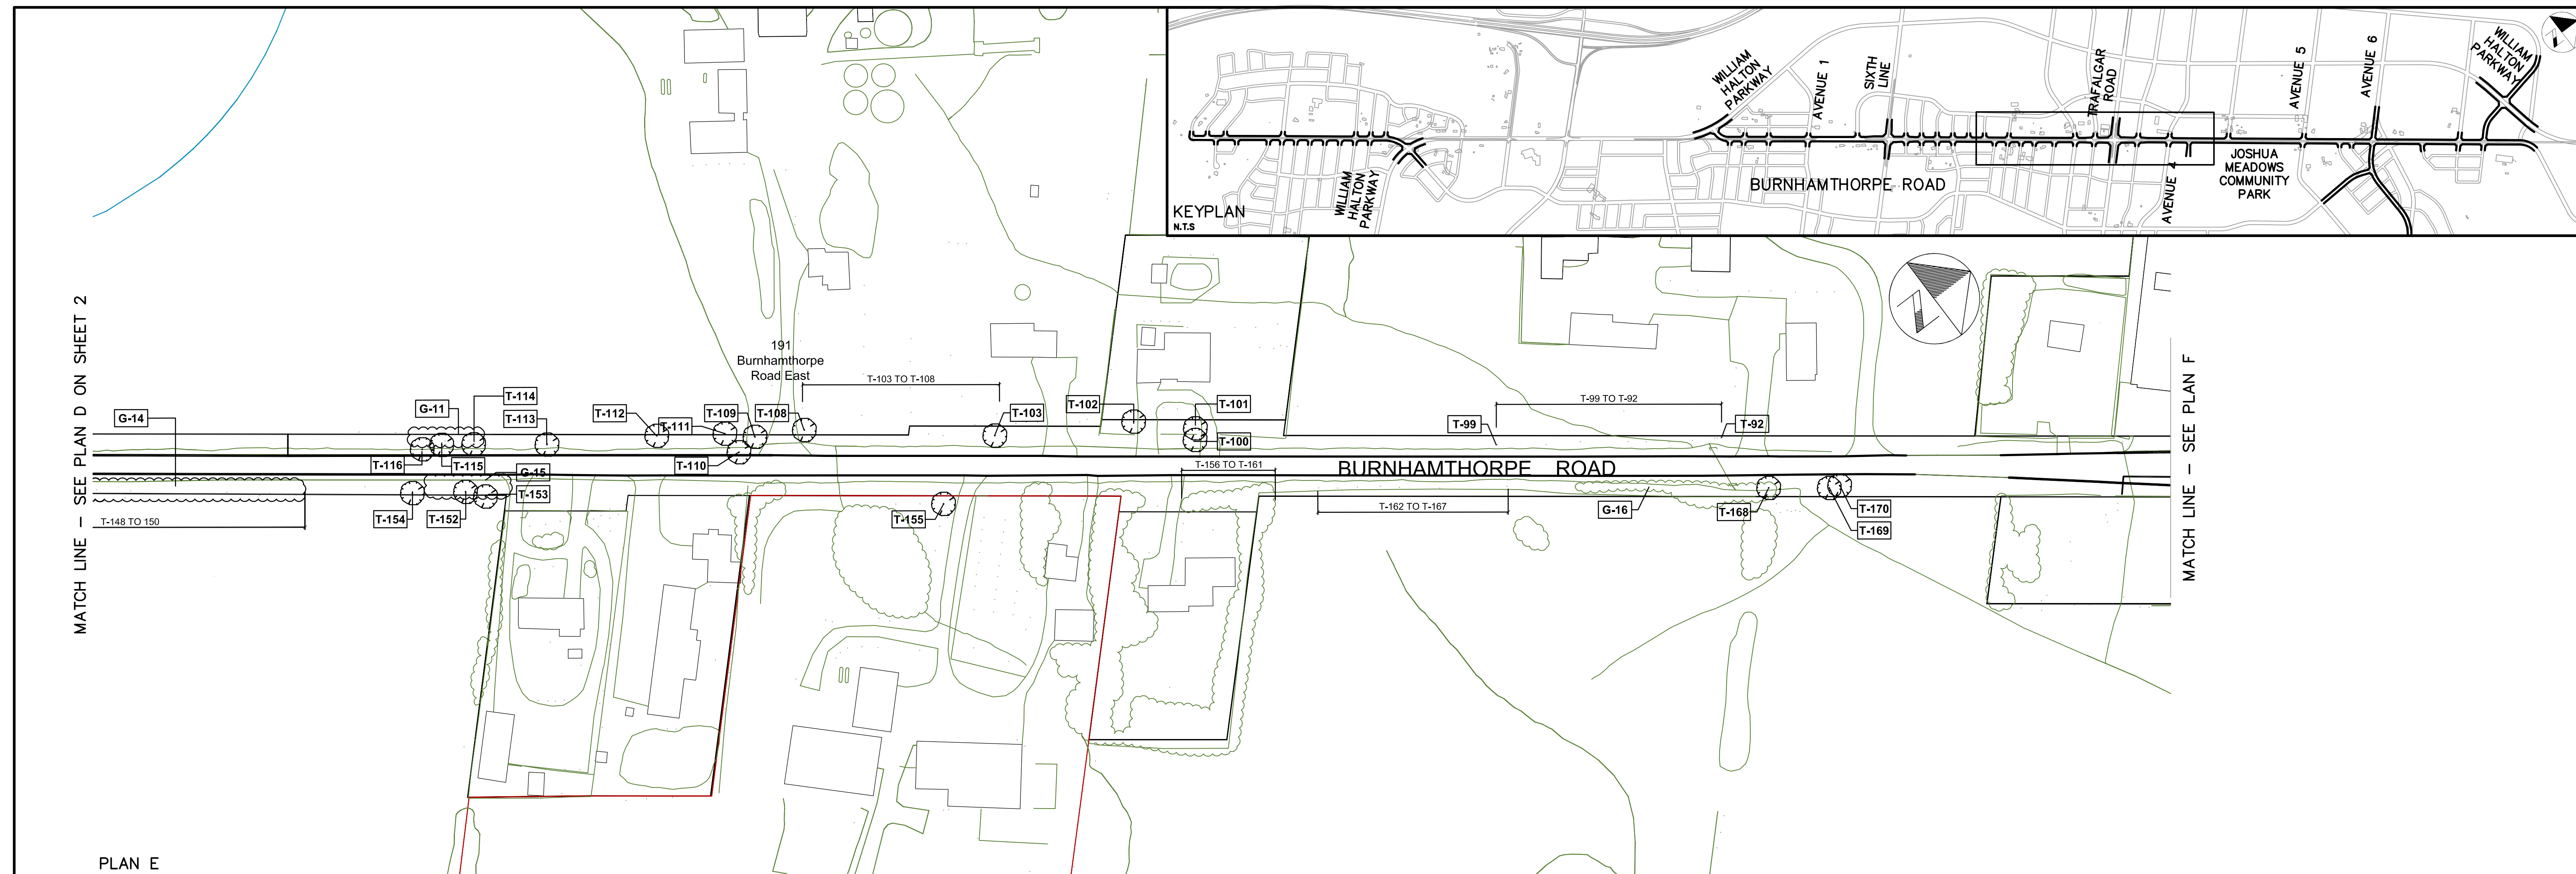 WILLIAM
HALTON
PARKWAY
AVENUE 1
SIXTH
LINE
TRAFALGAR
ROAD
AVENUE 5
AVENUE 6
WILLIAM
HALTON
PARKWAY
WILLIAM
HALTON
PARKWAY
BURNHAMTHORPE ROAD
AVENUE 4
JOSHUA
MEADOWS
COMMUNITY
PARK
KEYPLAN
N.T.S
MATCH LINE - SEE PLAN D ON SHEET 2
191
Burnhamthorpe
Road East
T-103 TO T-108
T-99 TO T-92
G-14
G-11
T-114
T-113
T-112
T-111
T-109
T-108
T-103
T-102
T-101
T-100
T-99
T-92
T-116
T-115
T-110
G-15
T-153
T-156 TO T-161
BURNHAMTHORPE ROAD
T-148 TO 150
T-154
T-152
T-155
T-162 TO T-167
G-16
T-168
T-170
T-169
MATCH LINE - SEE PLAN F
PLAN E